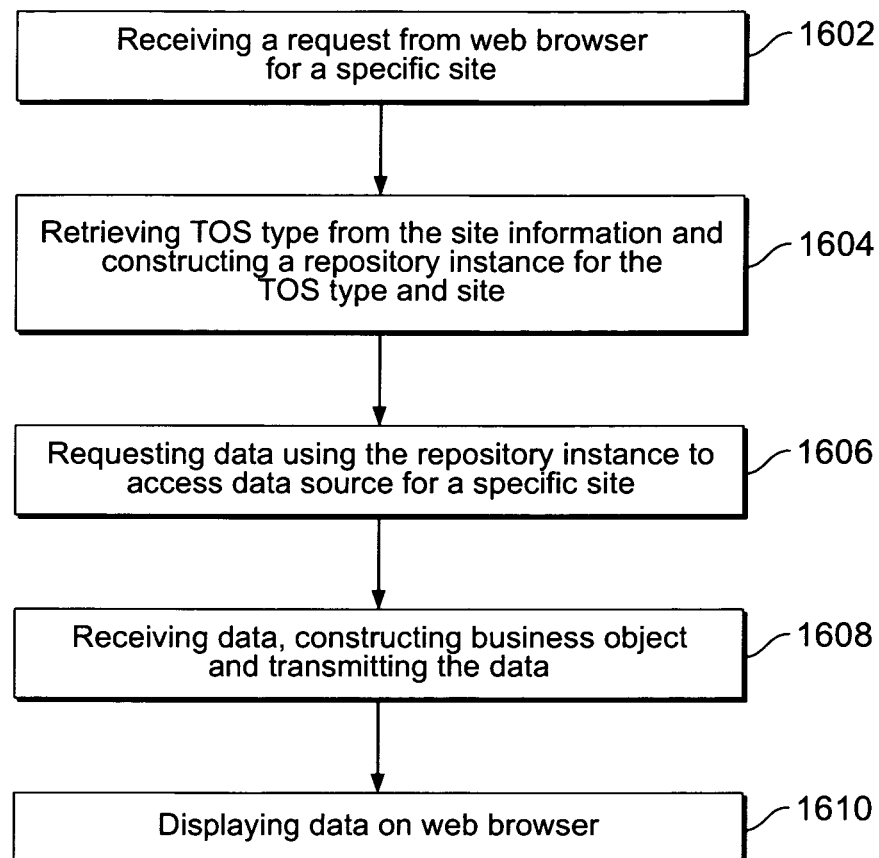 Receiving a request from web browser
for a specific site
1602
Retrieving TOS type from the site information and
constructing a repository instance for the
TOS type and site
1604
Requesting data using the repository instance to
access data source for a specific site
1606
Receiving data, constructing business object
and transmitting the data
1608
Displaying data on web browser
1610